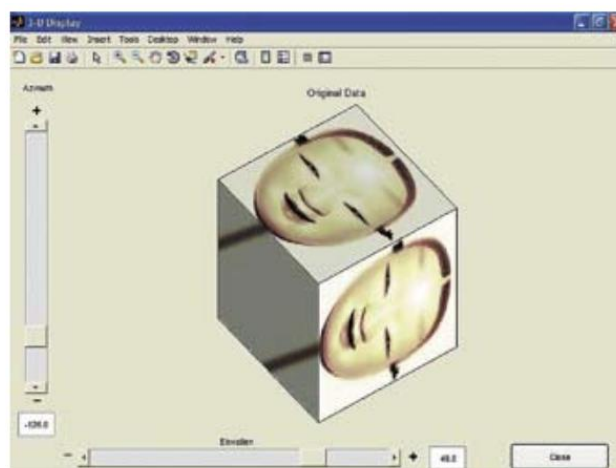 3-D Display
File Edit View Insert Tools Desktop Window Help
Azimuth
+
Original Data
−
Elevation
− +
Close